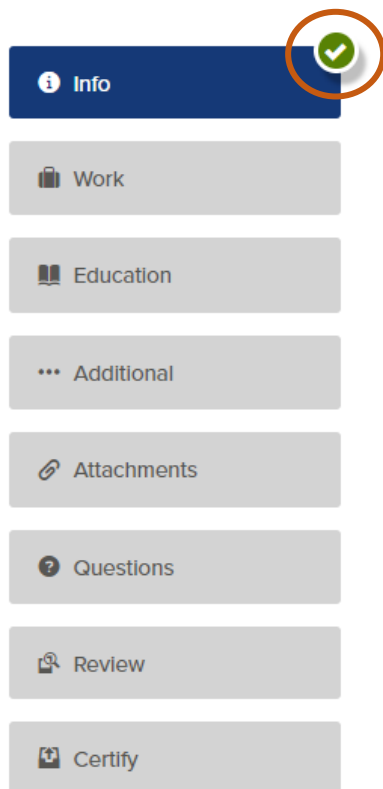 Info
Work
Education
Additional
Attachments
Questions
Review
Certify